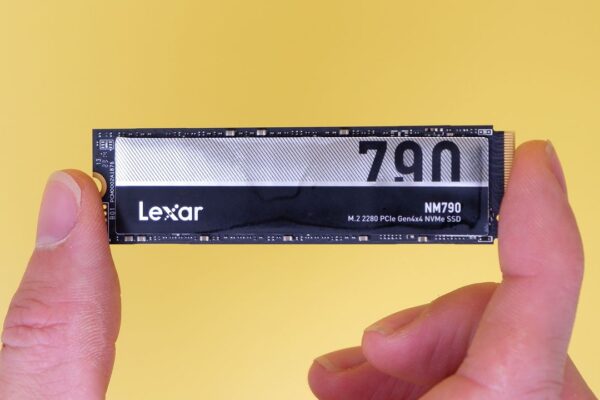 790
Lexar
NM790
M.2 2280 PCIe Gen4x4 NVMe SSD